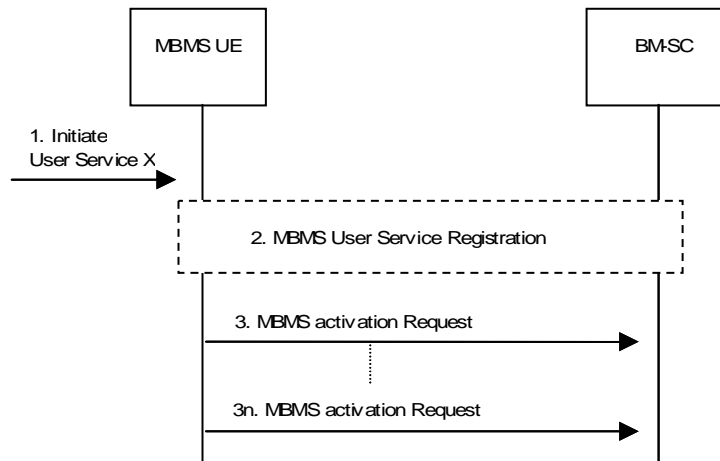 MBMS UE
BM-SC
1. Initiate
User Service X
2. MBMS User Service Registration
3. MBMS activation Request
3n. MBMS activation Request